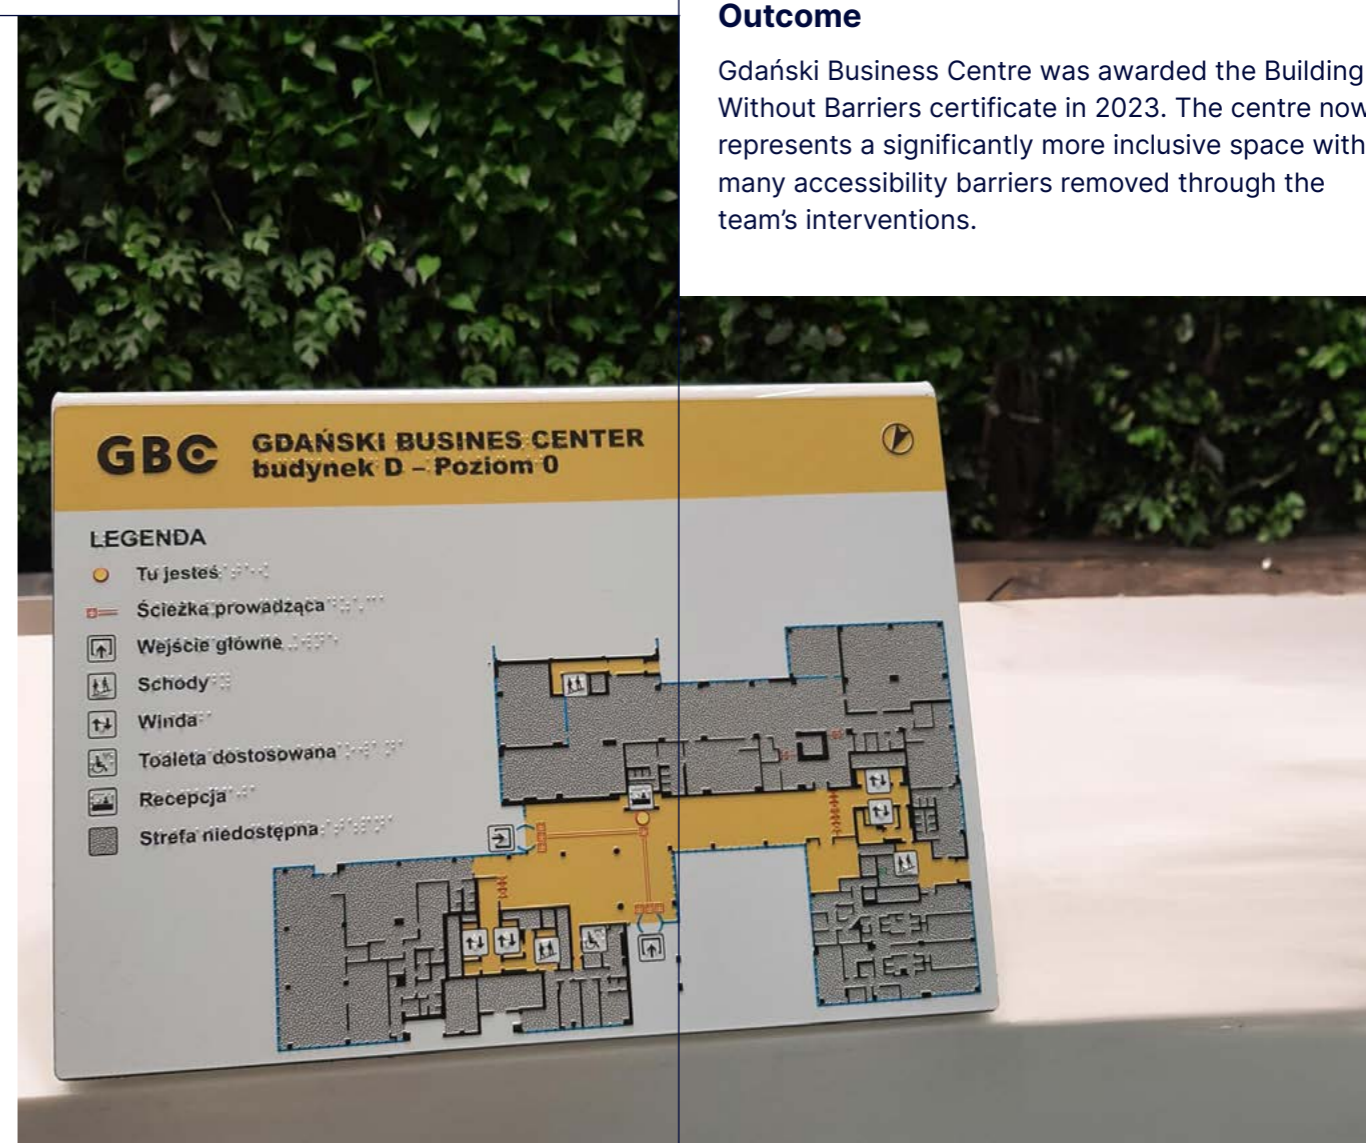 Outcome
Gdański Business Centre was awarded the Building
Without Barriers certificate in 2023. The centre now
represents a significantly more inclusive space with
many accessibility barriers removed through the
team’s interventions.
GBC
GDAŃSKI BUSINES CENTER
budynek D – Poziom 0
LEGENDA
Tu jesteś
Ścieżka prowadząca
Wejście główne
Schody
Winda
Toaleta dostosowana
Recepcja
Strefa niedostępna